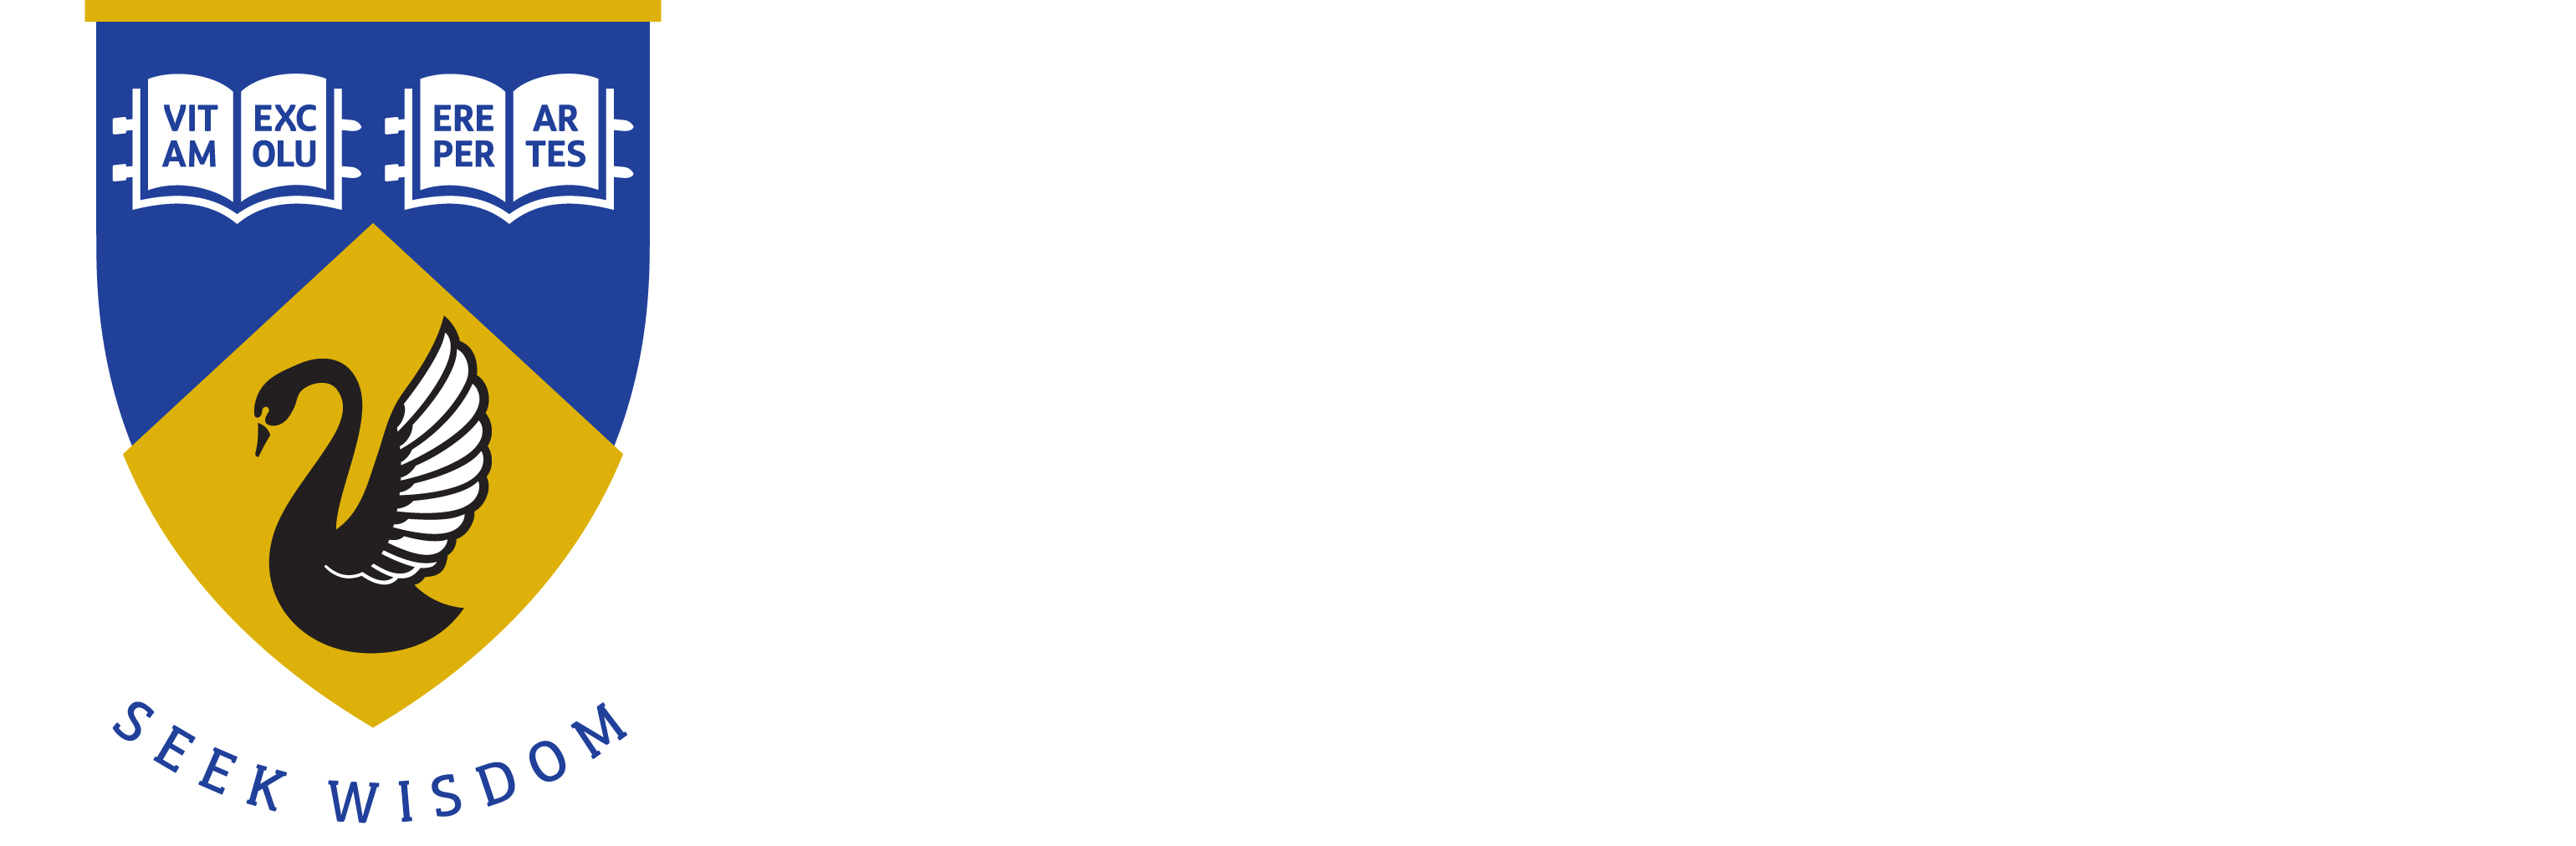 VIT EXC ERE AR
AM OLU PER TES
SEEK WISDOM